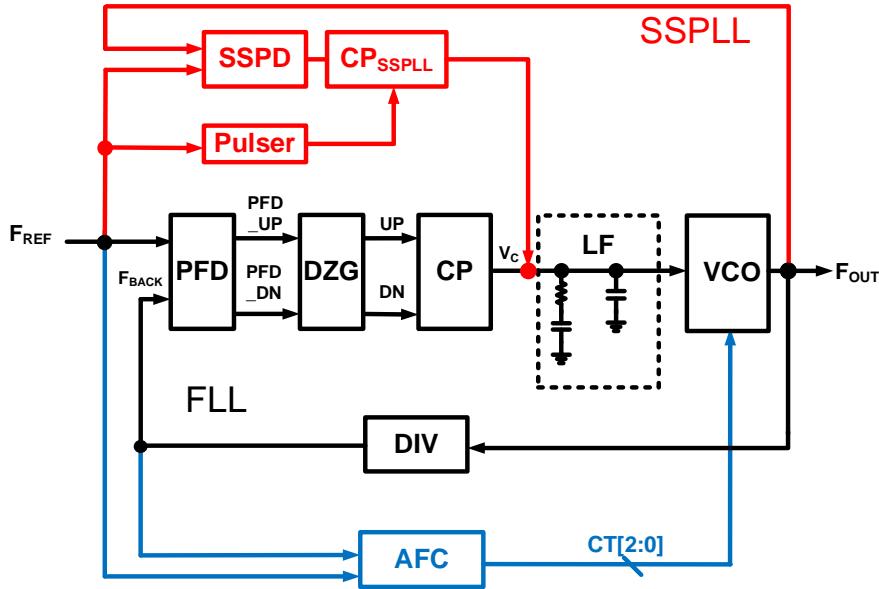 SSPLL
SSPD
CPSSPLL
Pulser
PFD
_UP
UP
FREF
PFD
DZG
CP
VC
LF
VCO
FOUT
FBACK
PFD
_DN
DN
FLL
DIV
AFC
CT[2:0]